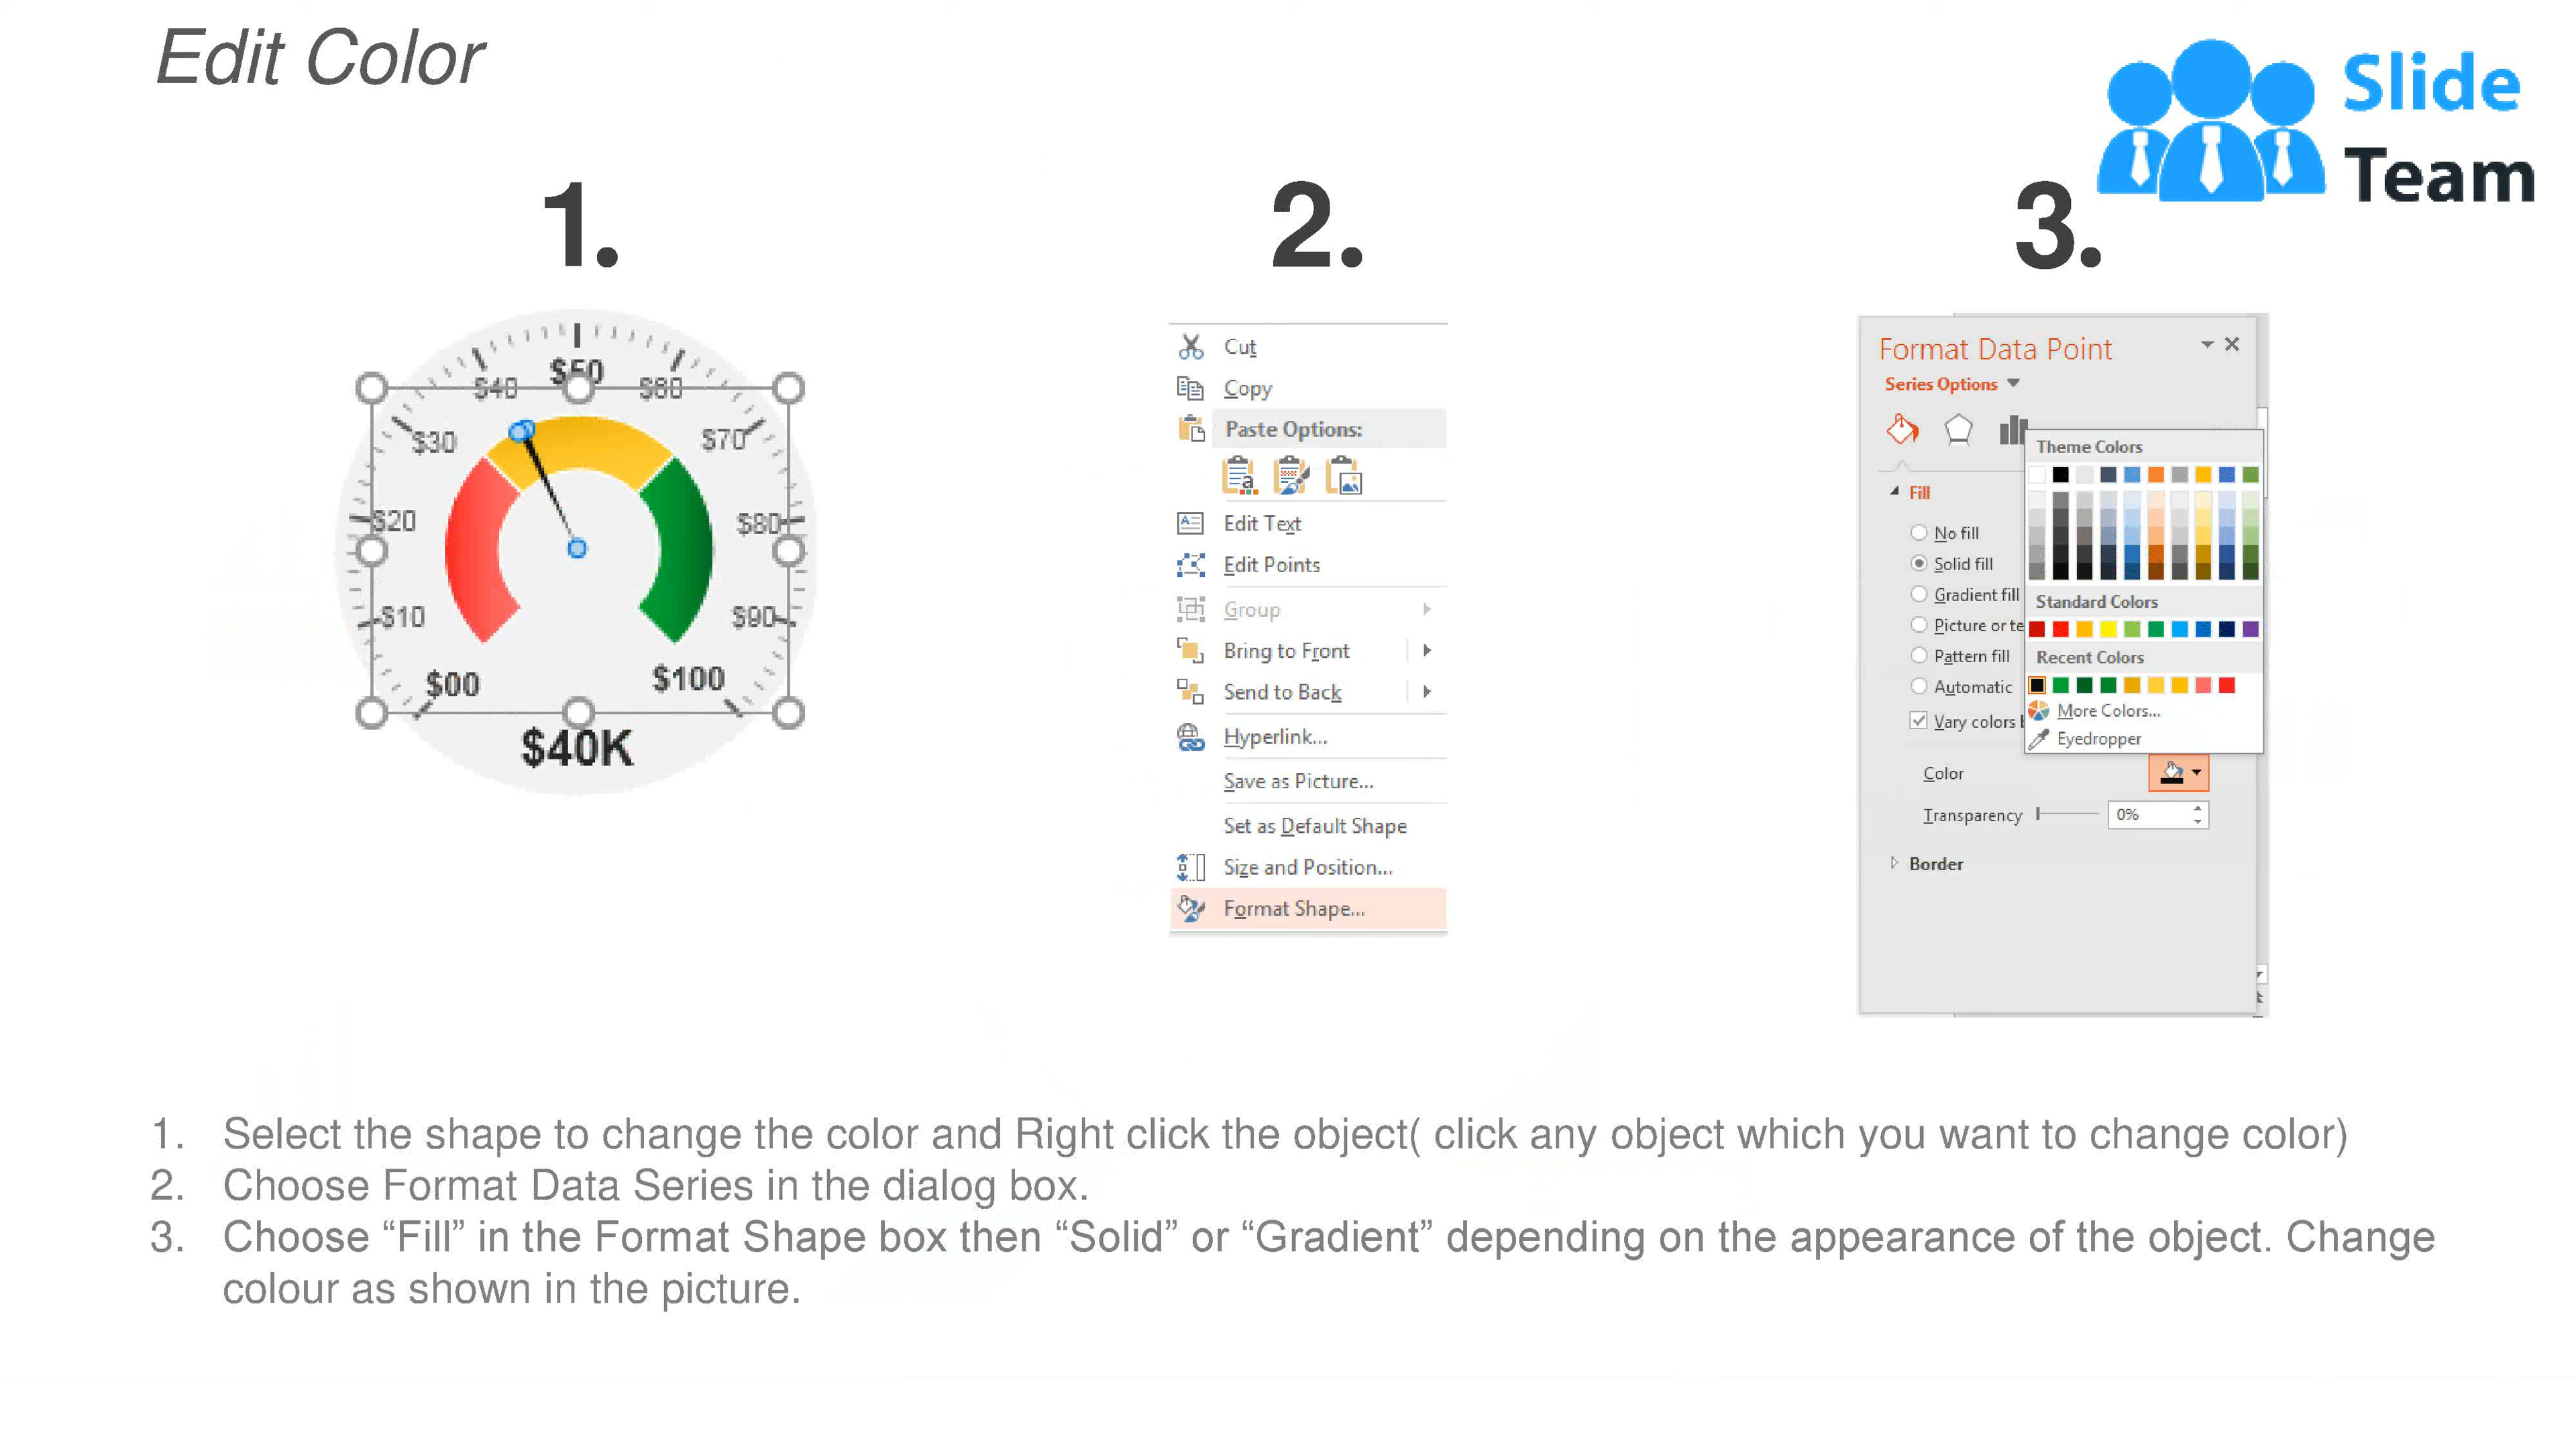 Edit Color
Slide
Team
1.
2.
3.
$50
$40
$60
$30
$70
$20
$80
$10
$90
$00
$100
$40K
Cut
Copy
Paste Options:
Edit Text
Edit Points
Group
Bring to Front
Send to Back
Hyperlink...
Save as Picture...
Set as Default Shape
Size and Position...
Format Shape...
Format Data Point
Series Options
Fill
No fill
Solid fill
Gradient fill
Picture or te
Pattern fill
Automatic
Vary colors
Theme Colors
Standard Colors
Recent Colors
More Colors...
Eyedropper
Color
Transparency
0%
Border
1. Select the shape to change the color and Right click the object( click any object which you want to change color)
2. Choose Format Data Series in the dialog box.
3. Choose “Fill” in the Format Shape box then “Solid” or “Gradient” depending on the appearance of the object. Change
colour as shown in the picture.